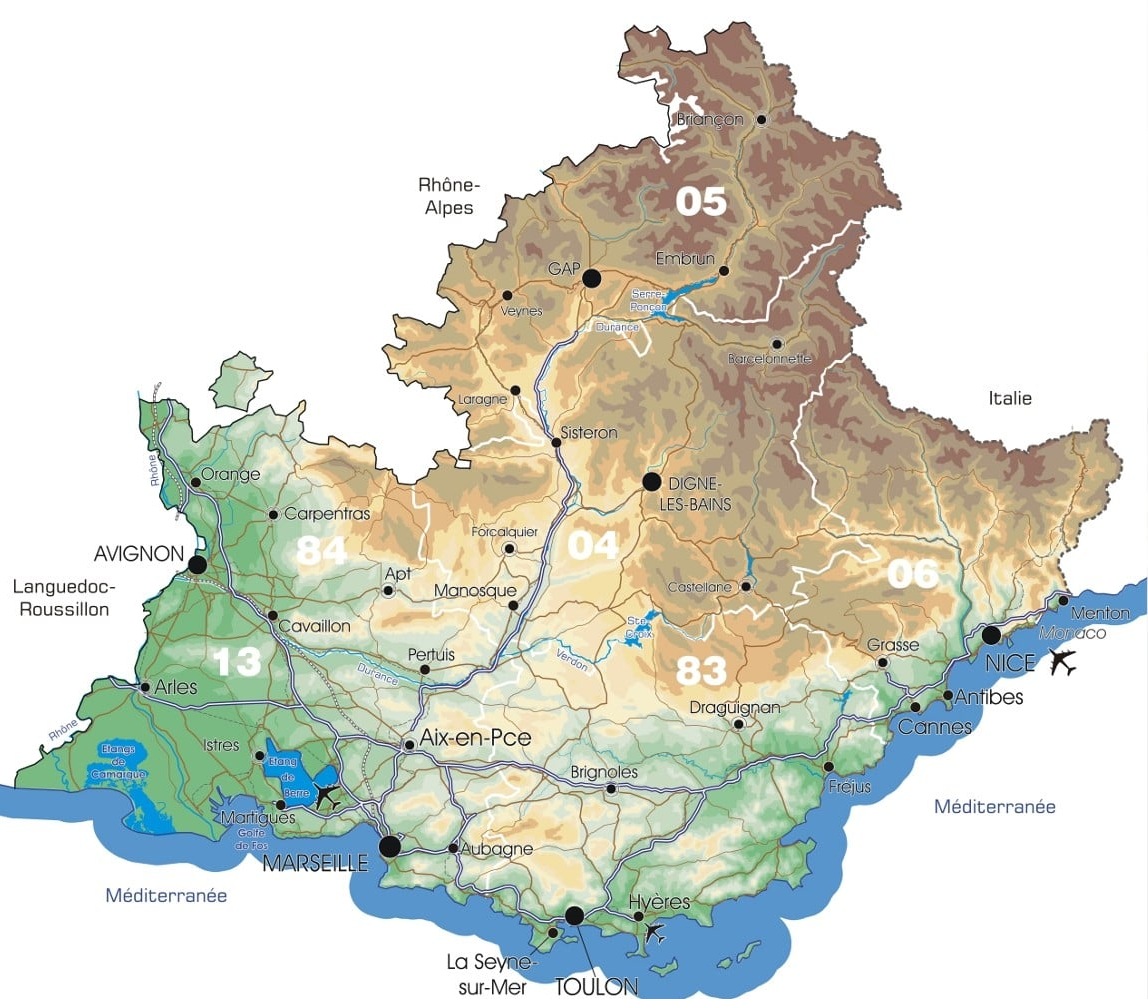 Briançon
Rhône-
Alpes
05
Embrun
GAP
Serre-
Ponçon
Veynes
Durance
Barcelonnette
Laragne
Italie
Sisteron
Rhône
Orange
DIGNE-
LES-BAINS
Carpentras
Forcalquier
84
04
AVIGNON
06
Languedoc-
Roussillon
Apt
Manosque
Castellane
Menton
Monaco
Cavaillon
Ste
Croix
NICE
Grasse
Pertuis
Verdon
13
83
Durance
Arles
Antibes
Draguignan
Cannes
Rhône
Aix-en-Pce
Istres
Etangs
de
Camargue
Etang
de
Berre
Brignoles
Fréjus
Méditerranée
Martigues
Golfe
de Fos
MARSEILLE
Aubagne
Méditerranée
Hyères
La Seyne-
sur-Mer
TOULON